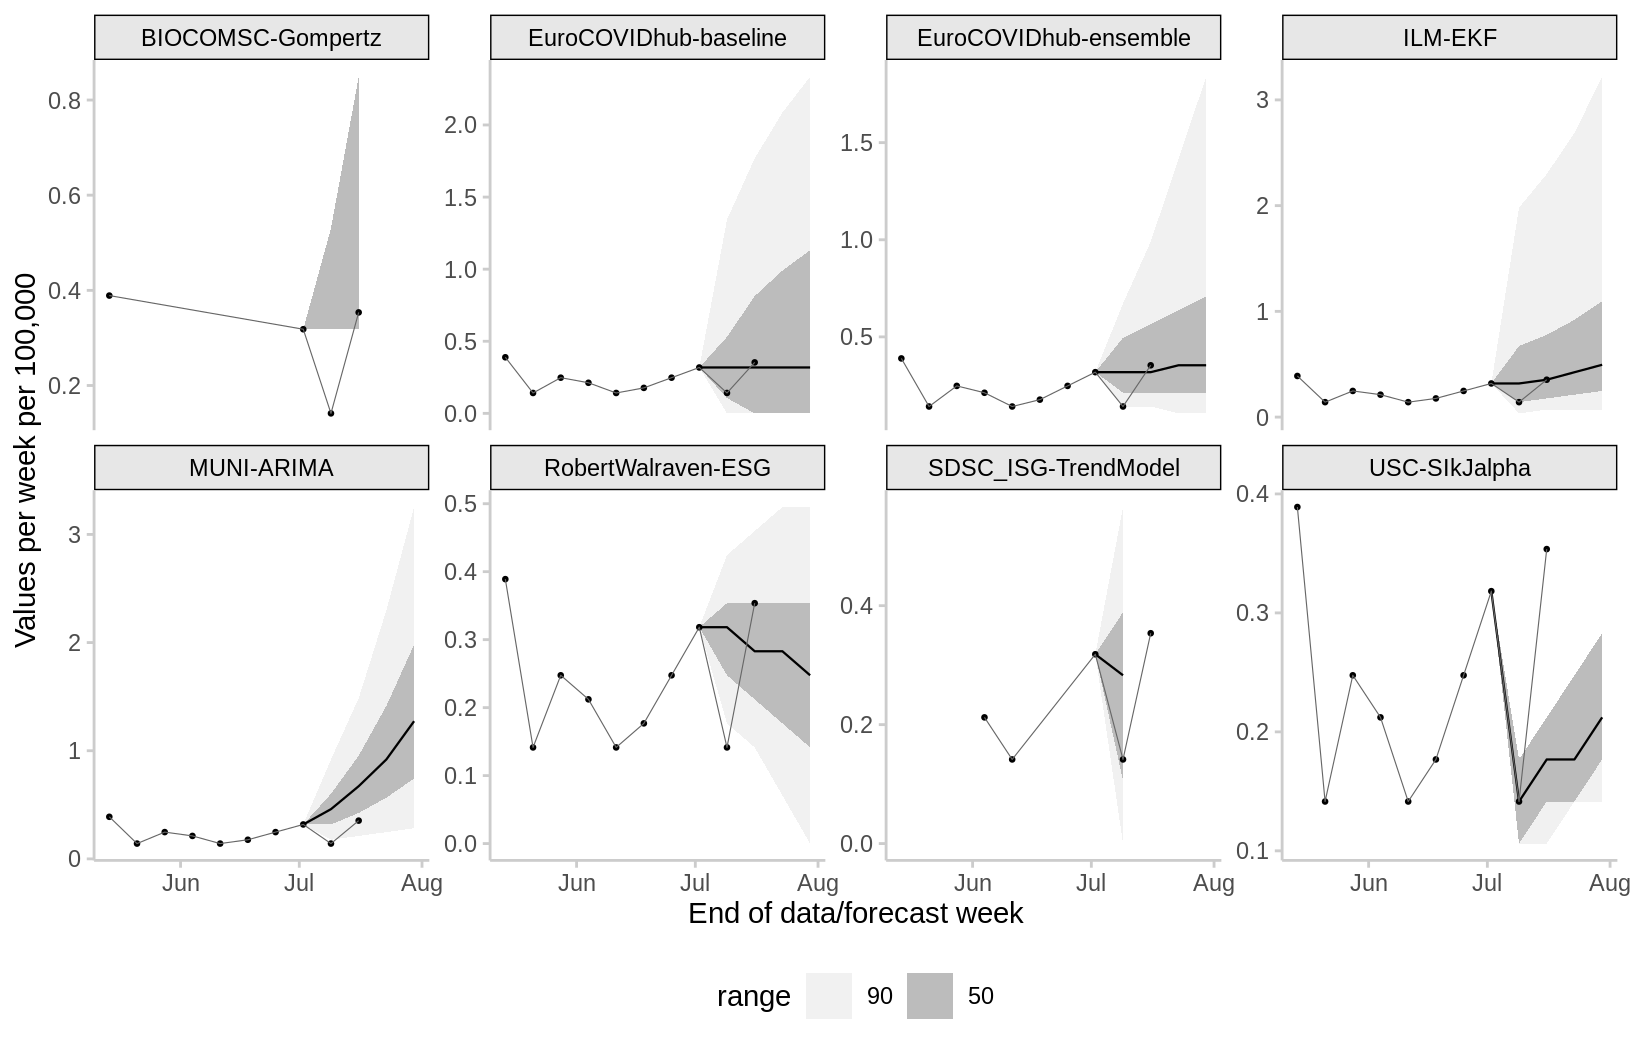 BIOCOMSC-Gompertz
EuroCOVIDhub-baseline
EuroCOVIDhub-ensemble
ILM-EKF
0.8
0.6
0.4
0.2
2.0
1.5
1.0
0.5
0.0
1.5
1.0
0.5
3
2
1
0
Values per week per 100,000
MUNI-ARIMA
RobertWalraven-ESG
SDSC_ISG-TrendModel
USC-SIkJalpha
3
2
1
0
0.5
0.4
0.3
0.2
0.1
0.0
0.4
0.2
0.0
0.4
0.3
0.2
0.1
Jun Jul Aug
Jun Jul Aug
Jun Jul Aug
Jun Jul Aug
End of data/forecast week
range 90 50